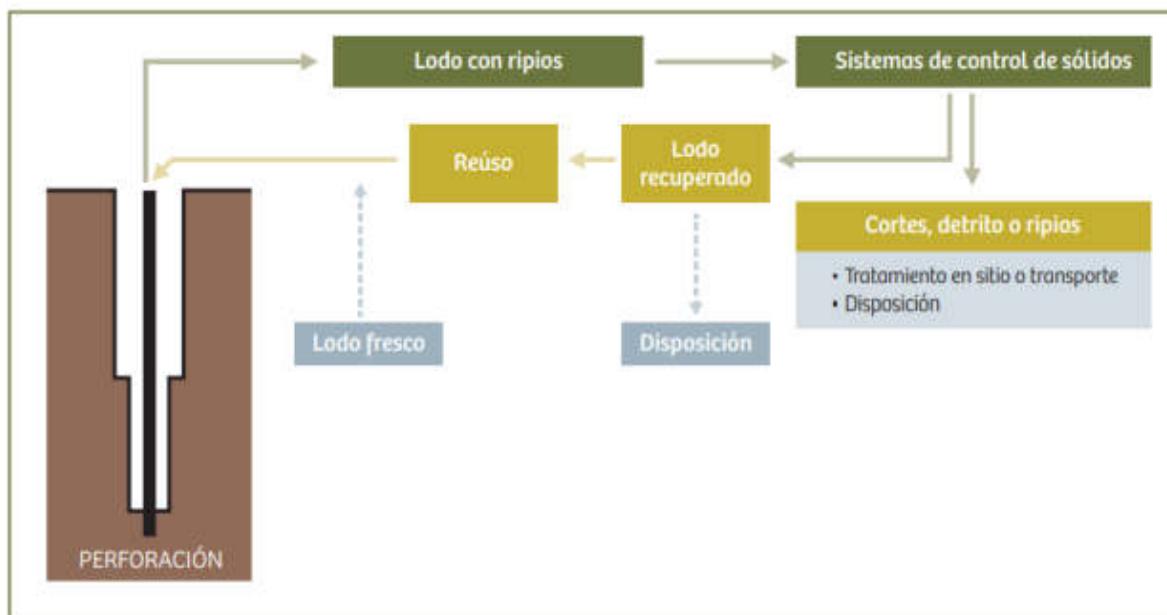 Lodo con ripios
Sistemas de control de sólidos
Reúso
Lodo
recuperado
Cortes, detrito o ripios
• Tratamiento en sitio o transporte
• Disposición
Lodo fresco
Disposición
PERFORACIÓN